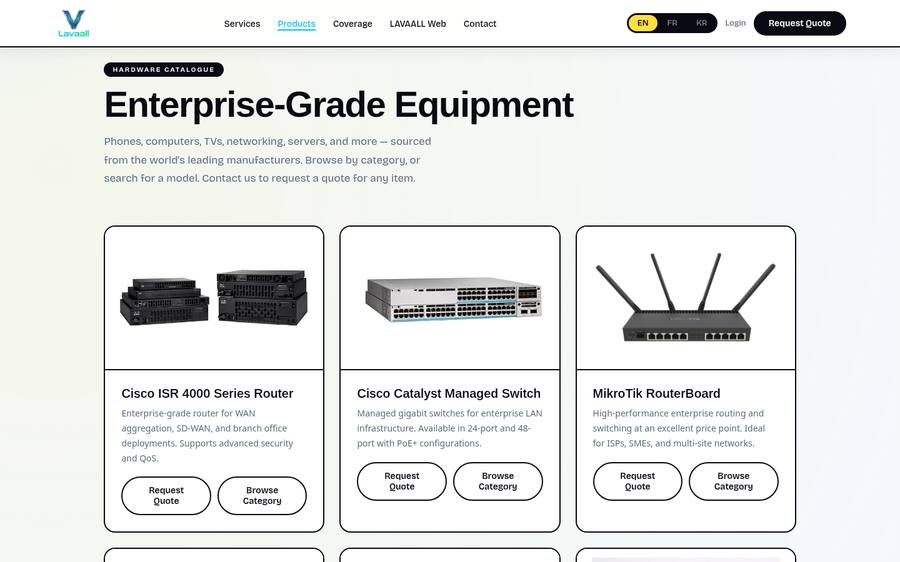 Lavaall
Services
Products
Coverage
LAVAALL Web
Contact
EN
FR
KR
Login
Request Quote
HARDWARE CATALOGUE
Enterprise-Grade Equipment
Phones, computers, TVs, networking, servers, and more — sourced
from the world's leading manufacturers. Browse by category, or
search for a model. Contact us to request a quote for any item.
Cisco ISR 4000 Series Router
Enterprise-grade router for WAN
aggregation, SD-WAN, and branch office
deployments. Supports advanced security
and QoS.
Request
Quote
Browse
Category
Cisco Catalyst Managed Switch
Managed gigabit switches for enterprise LAN
infrastructure. Available in 24-port and 48-
port with PoE+ configurations.
Request
Quote
Browse
Category
MikroTik RouterBoard
High-performance enterprise routing and
switching at an excellent price point. Ideal
for ISPs, SMEs, and multi-site networks.
Request
Quote
Browse
Category